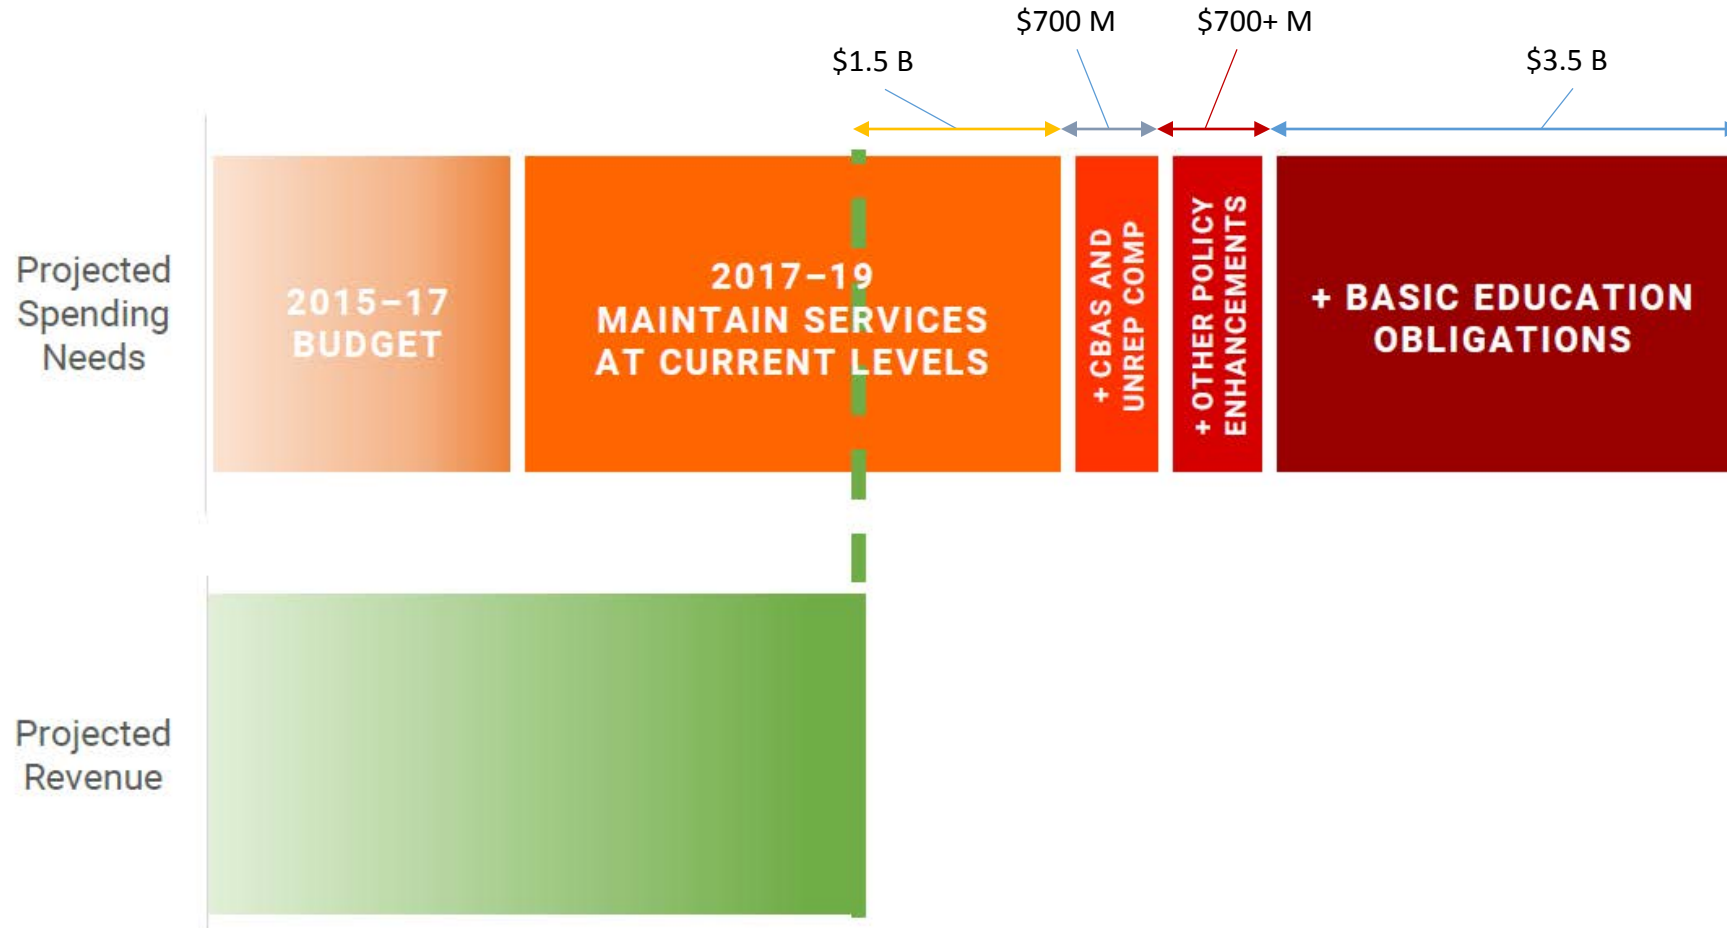 $700 M
$700+ M
$1.5 B
$3.5 B
Projected
Spending
Needs
2015–17
BUDGET
2017–19
MAINTAIN SERVICES
AT CURRENT LEVELS
+ CBAS AND
UNREP COMP
+ OTHER POLICY
ENHANCEMENTS
+ BASIC EDUCATION
OBLIGATIONS
Projected
Revenue